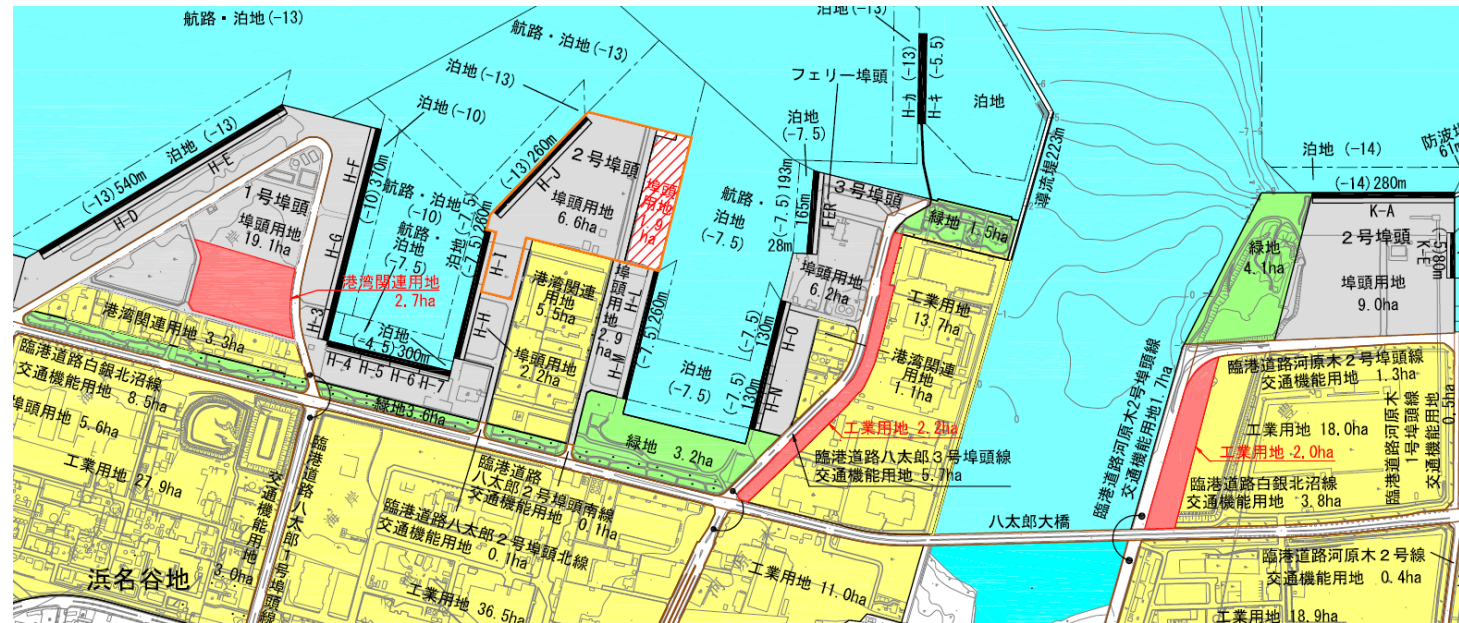 航路・泊地(-13)
航路・泊地(-13)
泊地(-13)
泊地(-13)
泊地(-10)
泊地(-13)
フェリー埠頭
泊地
(-7.5)
H-カ (-13)
H-キ (-5.5)
泊地
導流堤223m
泊地 (-14)
防波堤
61m
(-14)280m
K-A
2号埠頭
埠頭用地
9.0ha
K-E
(-5)80m
緑地
4.1ha
泊地 (-13)
H-E
(-13)540m
H-D
1号埠頭
埠頭用地
19.1ha
H-F
(-10)370m
H-G
航路・泊地
(-10)
航路・
泊地
(-7.5)
泊地(-7.5)
(-7.5)260m
(-13)260m
H-J
2号埠頭
埠頭用地
6.6ha
埠頭
用地
1.9
ha
H-I
航路・
泊地
(-7.5)
(-7.5)193m
165m
28m
FER
3号埠頭
緑地 1.5ha
埠頭用地
6.2ha
工業用地
13.7ha
港湾関連用地
2.7ha
港湾関連用地 3.3ha
H-3
泊地
(-4.5)300m
H-4 H-5 H-6 H-7
H-H
港湾関連
用地
5.5ha
埠頭用地
2.2ha
埠頭用地
2.9
ha
H-L
H-M
(-7.5)260m
泊地
(-7.5)
(-7.5)
130m
H-O
(-7.5)
130m
H-N
港湾関連
用地
1.1ha
緑地3.6ha
緑地 3.2ha
工業用地 2.2ha
臨港道路八太郎3号埠頭線
交通機能用地 5.7ha
臨港道路白銀北沼線
交通機能用地 8.5ha
埠頭用地 5.6ha
工業用地 27.9ha
臨港道路八太郎1号埠頭線
交通機能用地 3.0ha
浜名谷地
臨港道路
八太郎2号埠頭南線
交通機能用地 0.1ha
臨港道路八太郎2号埠頭北線
交通機能用地 0.1ha
工業用地 36.5ha
工業用地 11.0ha
八太郎大橋
臨港道路河原木2号埠頭線
交通機能用地1.7ha
臨港道路河原木2号埠頭線
交通機能用地 1.3ha
工業用地 18.0ha
工業用地 2.0ha
臨港道路白銀北沼線
交通機能用地 3.8ha
臨港道路河原木
1号埠頭線
交通機能用地
0.5ha
臨港道路河原木2号線
交通機能用地 0.4ha
工業用地 18.9ha